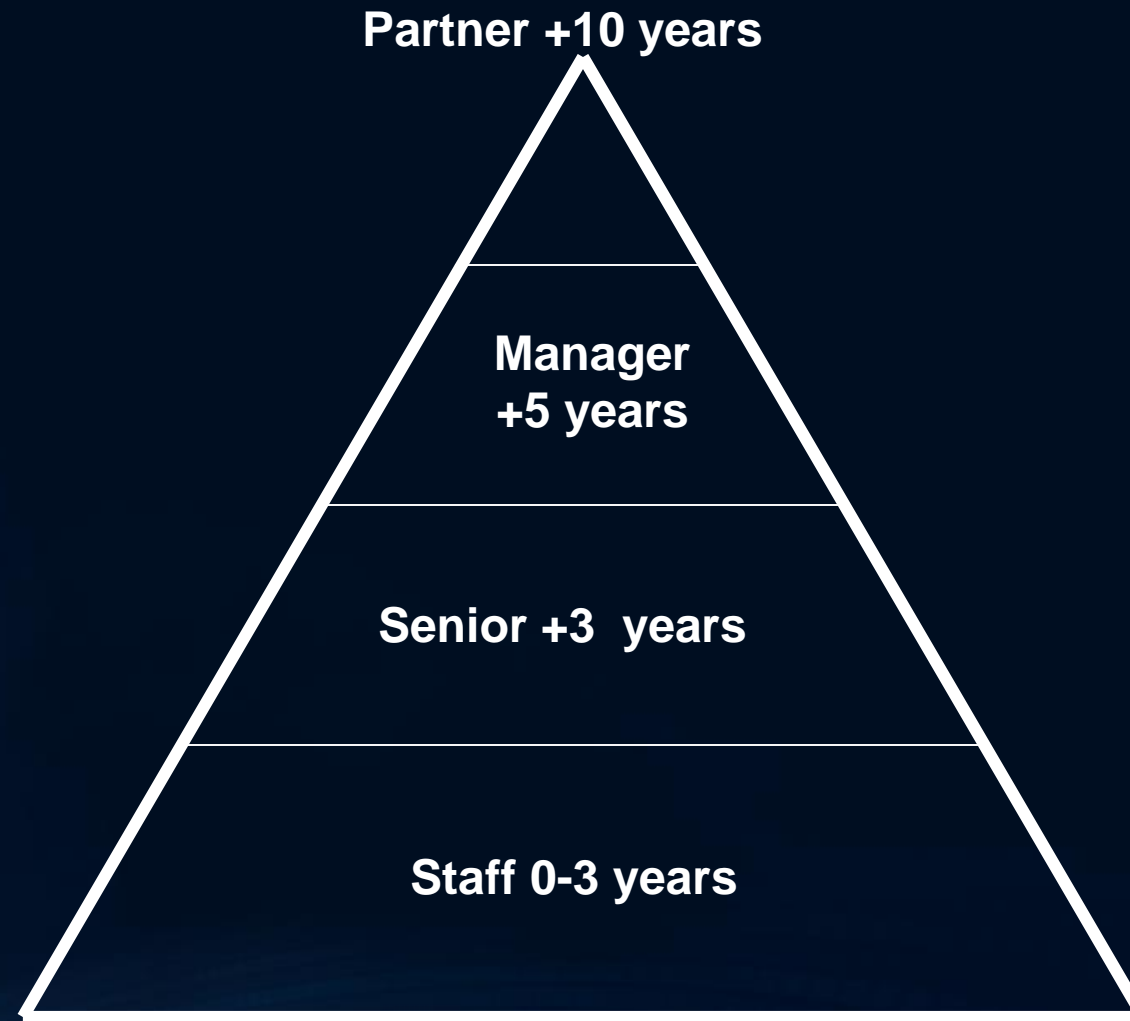 Partner +10 years
Manager
+5 years
Senior +3  years
Staff 0-3 years